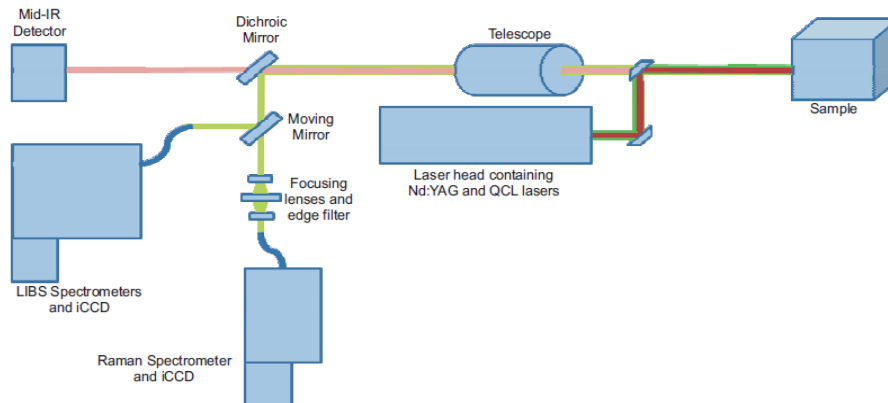 Mid-IR
Detector
Dichroic
Mirror
Telescope
Sample
Moving
Mirror
Laser head containing
Nd:YAG and QCL lasers
Focusing
lenses and
edge filter
LIBS Spectrometers
and iCCD
Raman Spectrometer
and iCCD